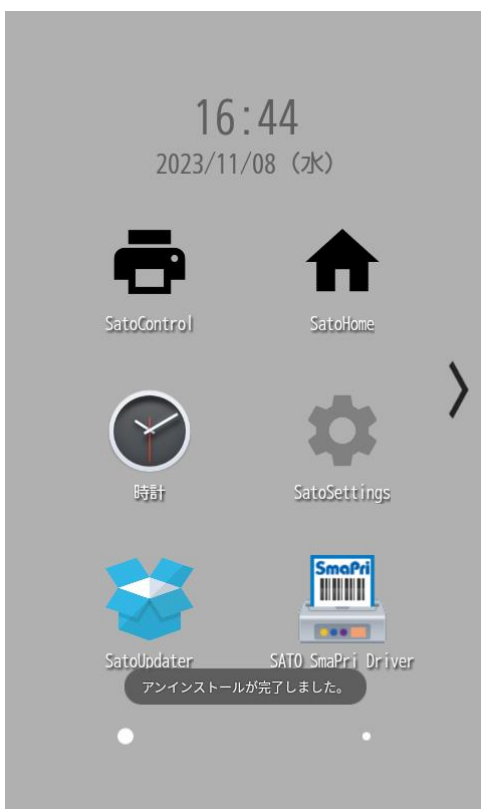 16:44
2023/11/08 (水)
SatoControl
SatoHome
時計
SatoSettings
SmaPri
SatoUpdater
SATO SmaPri Driver
アンインストールが完了しました。